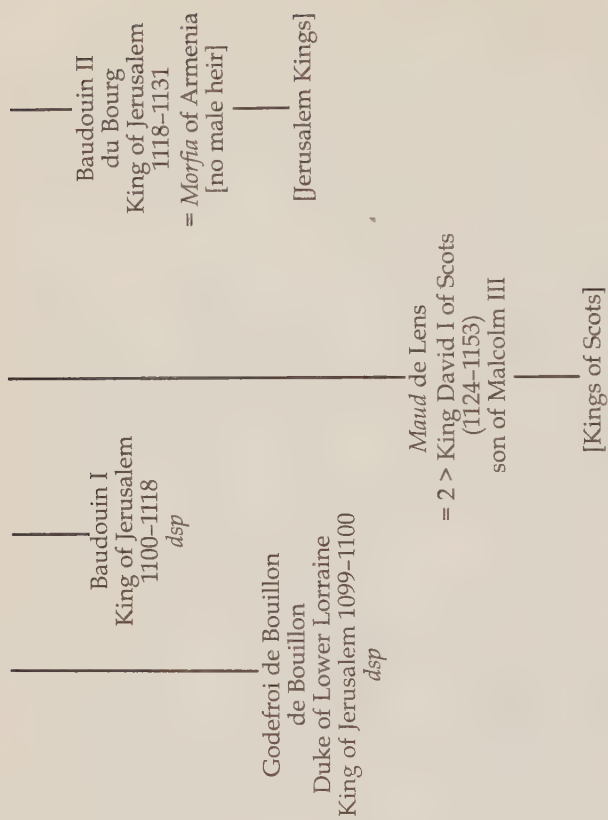 Godefroi de Bouillon
de Bouillon
Duke of Lower Lorraine
King of Jerusalem 1099–1100
dsp
Baudouin I
King of Jerusalem
1100–1118
dsp
Maud de Lens
= 2 > King David I of Scots
(1124–1153)
son of Malcolm III
[Kings of Scots]
Baudouin II
du Bourg
King of Jerusalem
1118–1131
= Morfia of Armenia
[no male heir]
[Jerusalem Kings]